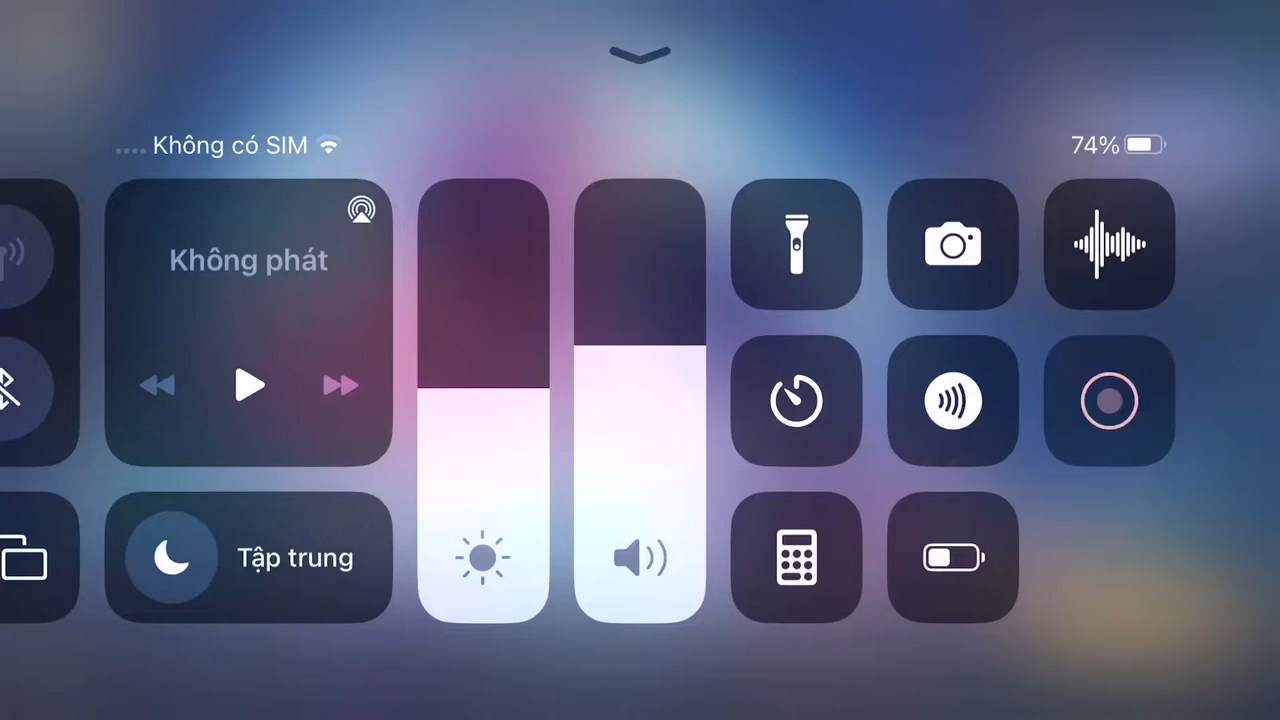 Không có SIM
74%
Không phát
Tập trung